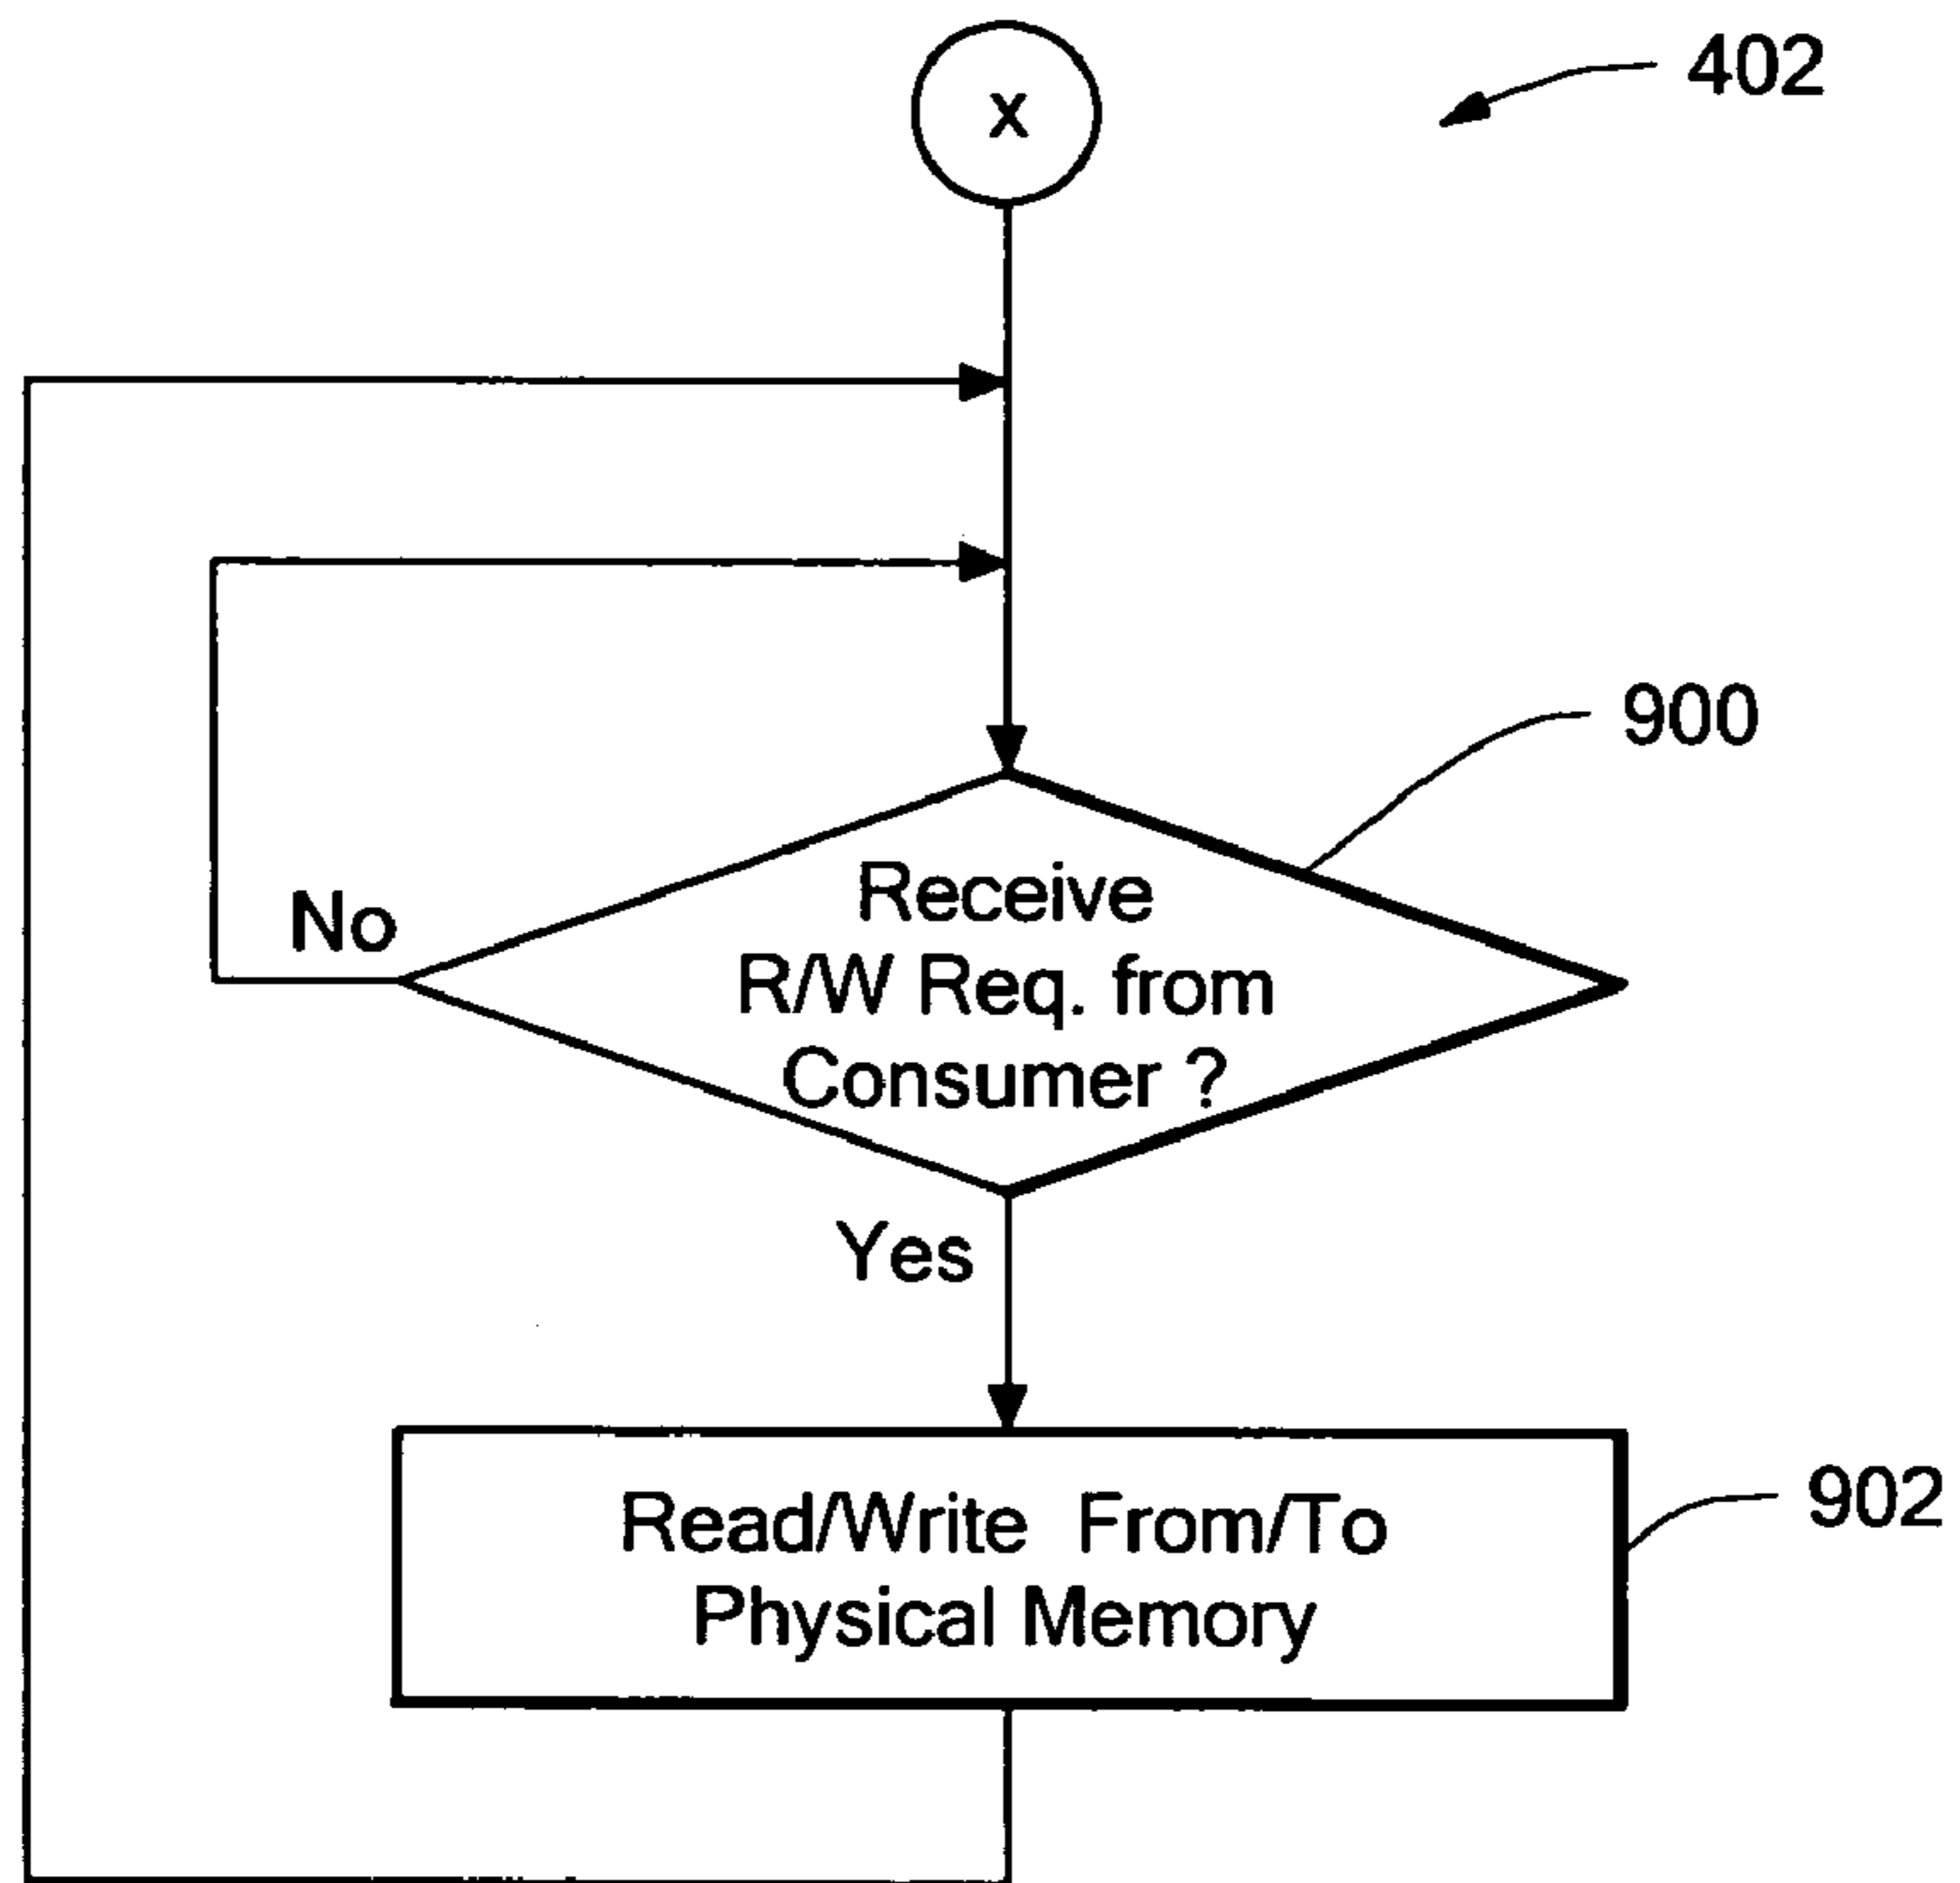 x
402
900
Receive
R/W Req. from
Consumer ?
No
Yes
Read/Write From/To
Physical Memory
902